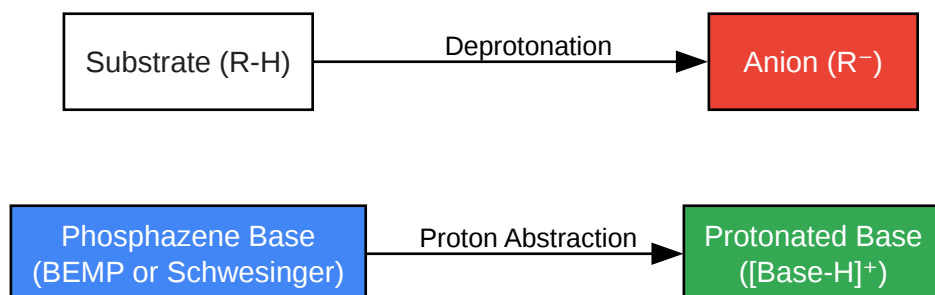 Substrate (R-H)
Deprotonation
Anion (R⁻)
Phosphazene Base
(BEMP or Schwesinger)
Proton Abstraction
Protonated Base
([Base-H]⁺)